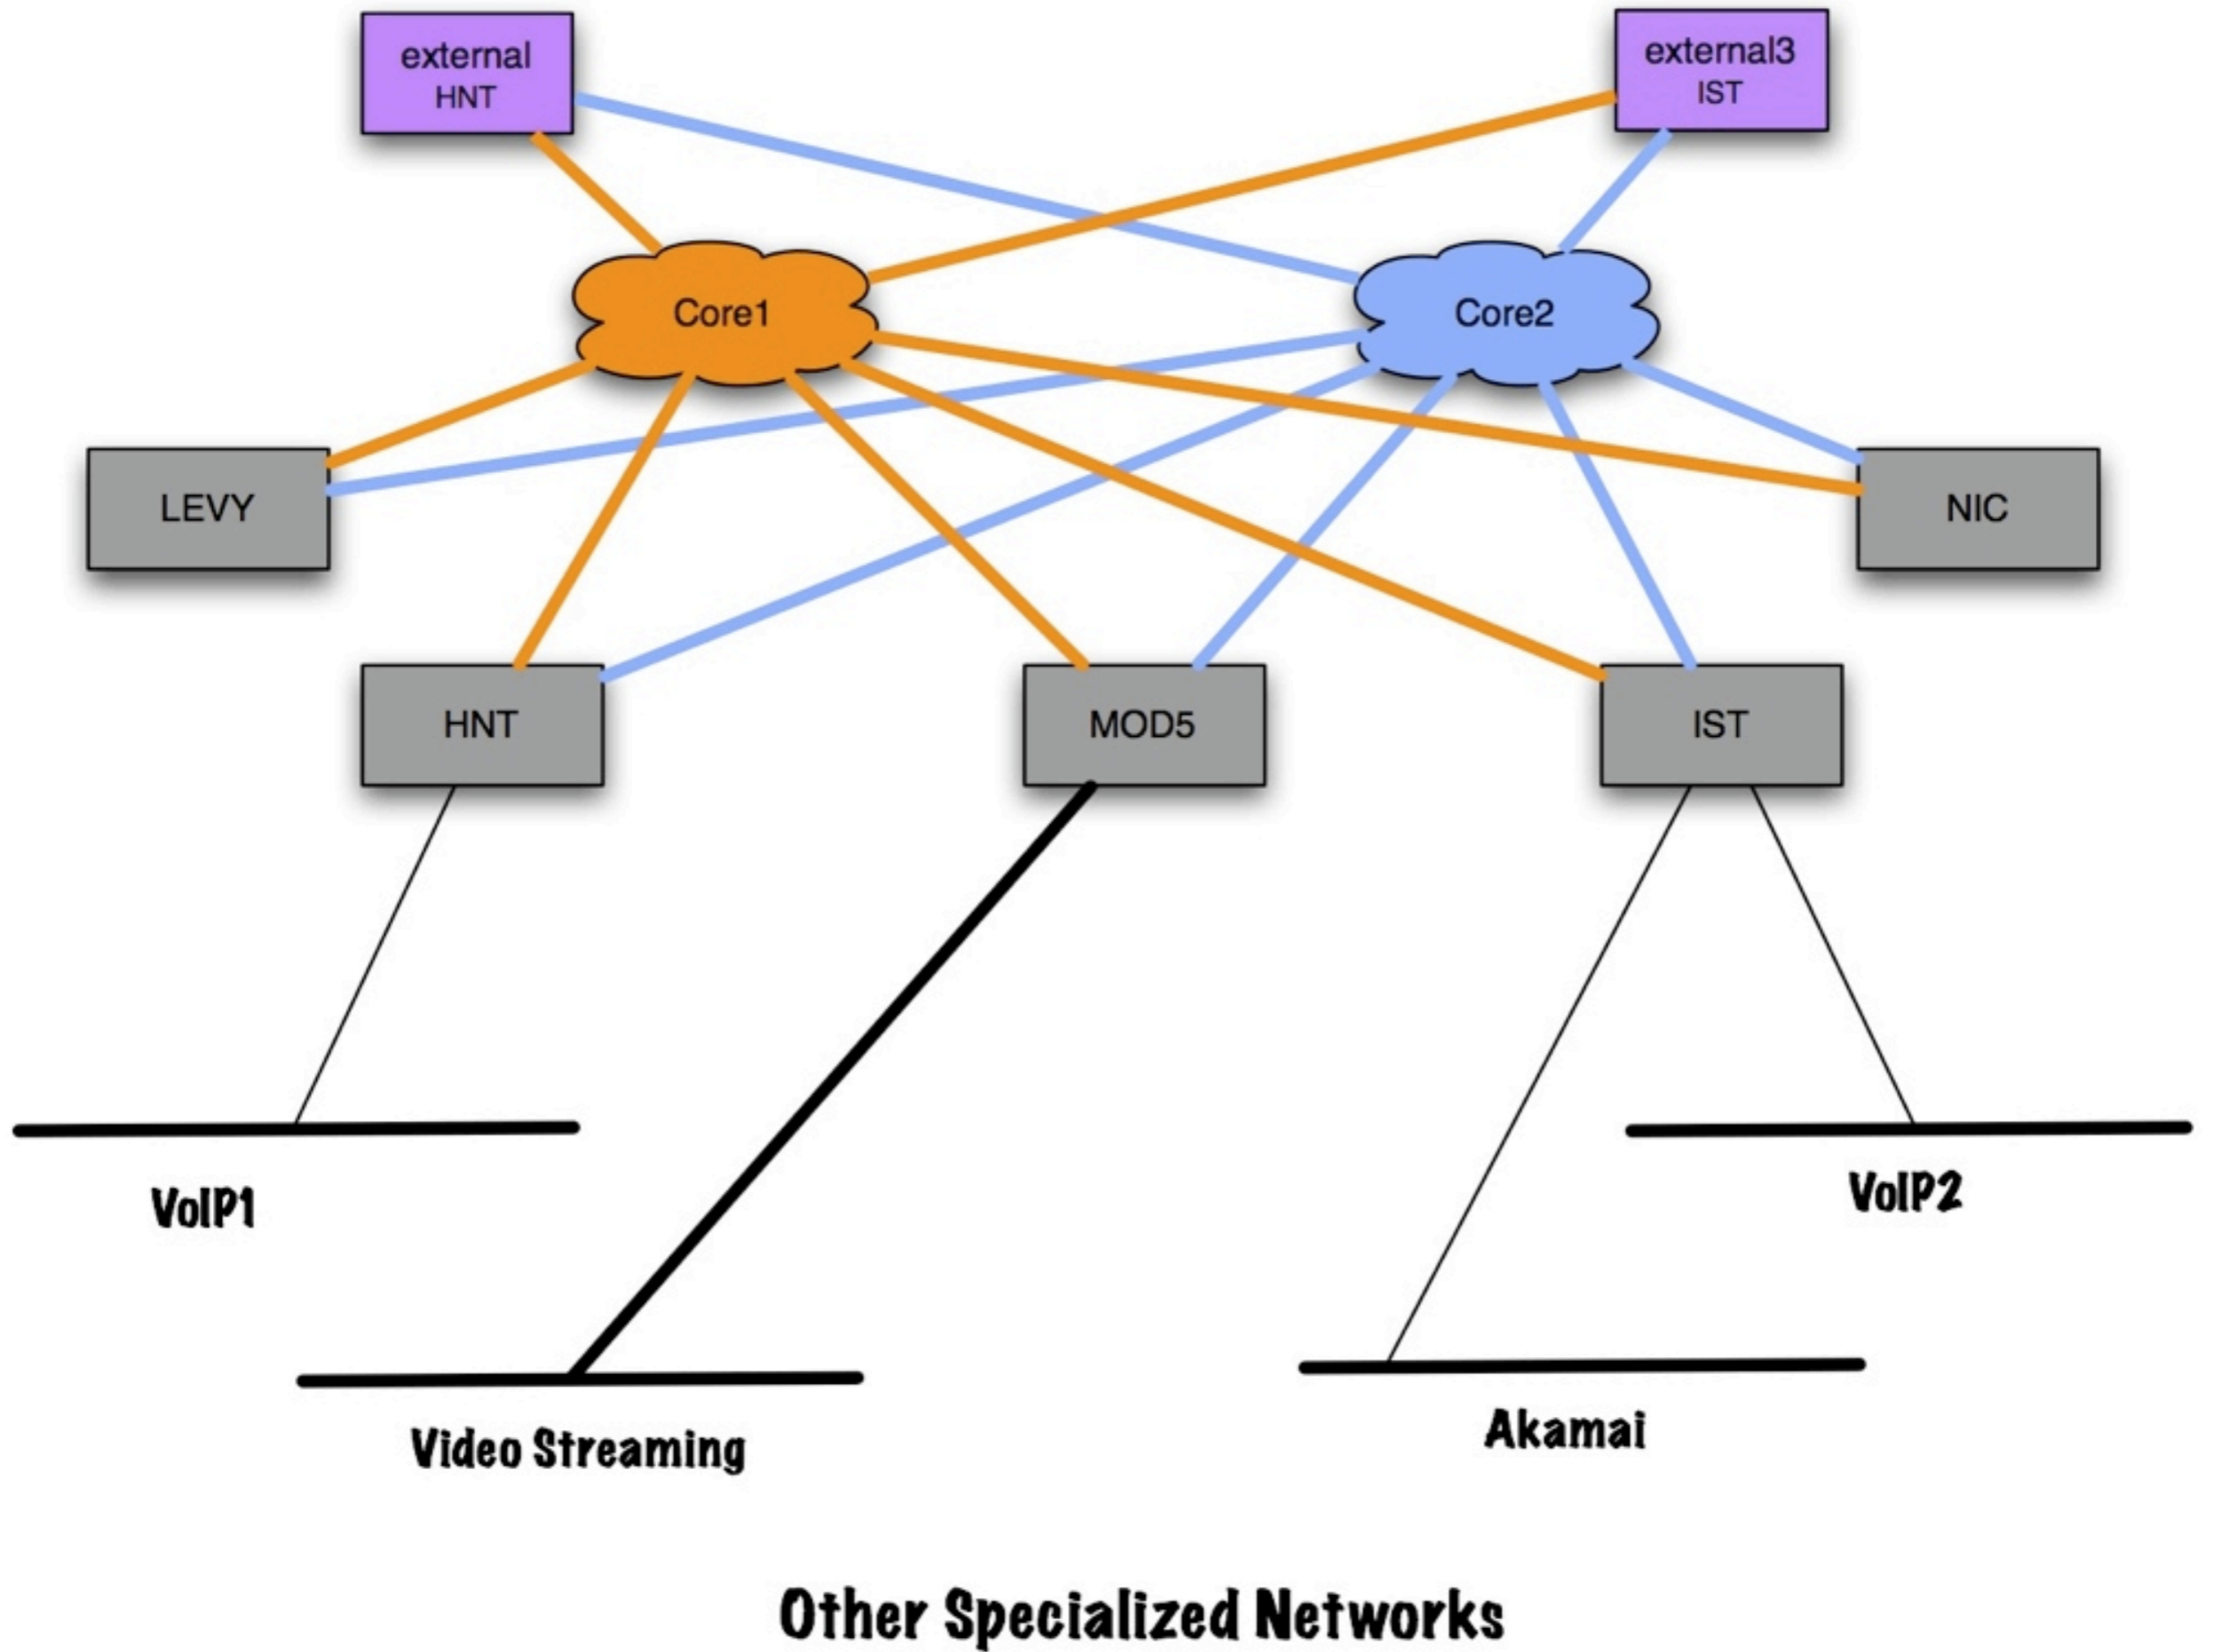 external
HNT
external3
IST
Core1
Core2
LEVY
NIC
HNT
MOD5
IST
VoIP1
VoIP2
Video Streaming
Akamai
Other Specialized Networks